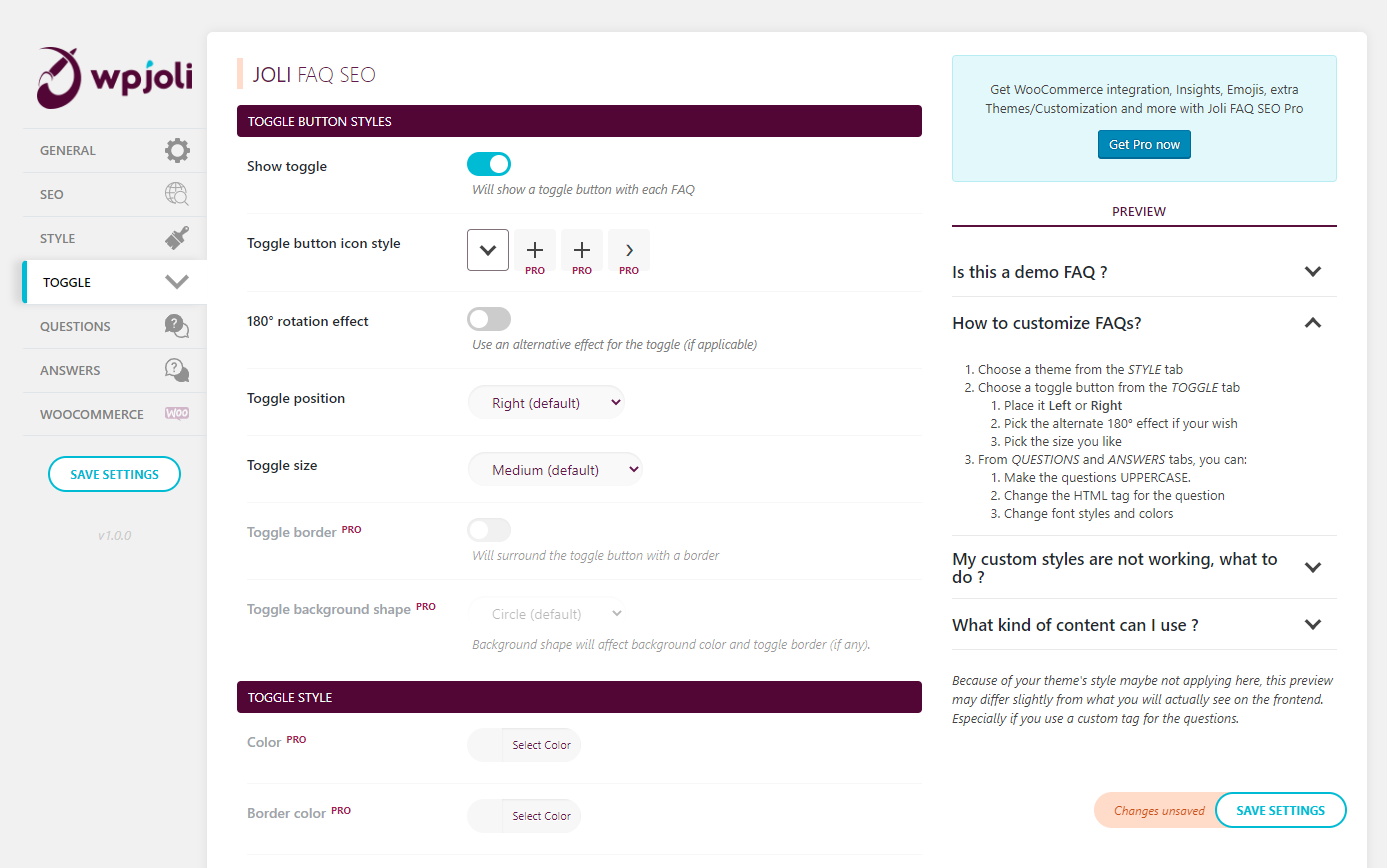 wpjoli
GENERAL
SEO
STYLE
TOGGLE
QUESTIONS
ANSWERS
WOOCOMMERCE
WOO
SAVE SETTINGS
v1.0.0
JOLI FAQ SEO
TOGGLE BUTTON STYLES
Show toggle
Will show a toggle button with each FAQ
Toggle button icon style
PRO
PRO
PRO
180° rotation effect
Use an alternative effect for the toggle (if applicable)
Toggle position
Right (default)
Toggle size
Medium (default)
Toggle border PRO
Will surround the toggle button with a border
Toggle background shape PRO
Circle (default)
Background shape will affect background color and toggle border (if any).
TOGGLE STYLE
Color PRO
Select Color
Border color PRO
Select Color
Get WooCommerce integration, Insights, Emojis, extra
Themes/Customization and more with Joli FAQ SEO Pro
Get Pro now
PREVIEW
Is this a demo FAQ ?
How to customize FAQs?
1. Choose a theme from the STYLE tab
2. Choose a toggle button from the TOGGLE tab
1. Place it Left or Right
2. Pick the alternate 180° effect if your wish
3. Pick the size you like
3. From QUESTIONS and ANSWERS tabs, you can:
1. Make the questions UPPERCASE.
2. Change the HTML tag for the question
3. Change font styles and colors
My custom styles are not working, what to
do ?
What kind of content can I use ?
Because of your theme's style maybe not applying here, this preview
may differ slightly from what you will actually see on the frontend.
Especially if you use a custom tag for the questions.
Changes unsaved
SAVE SETTINGS